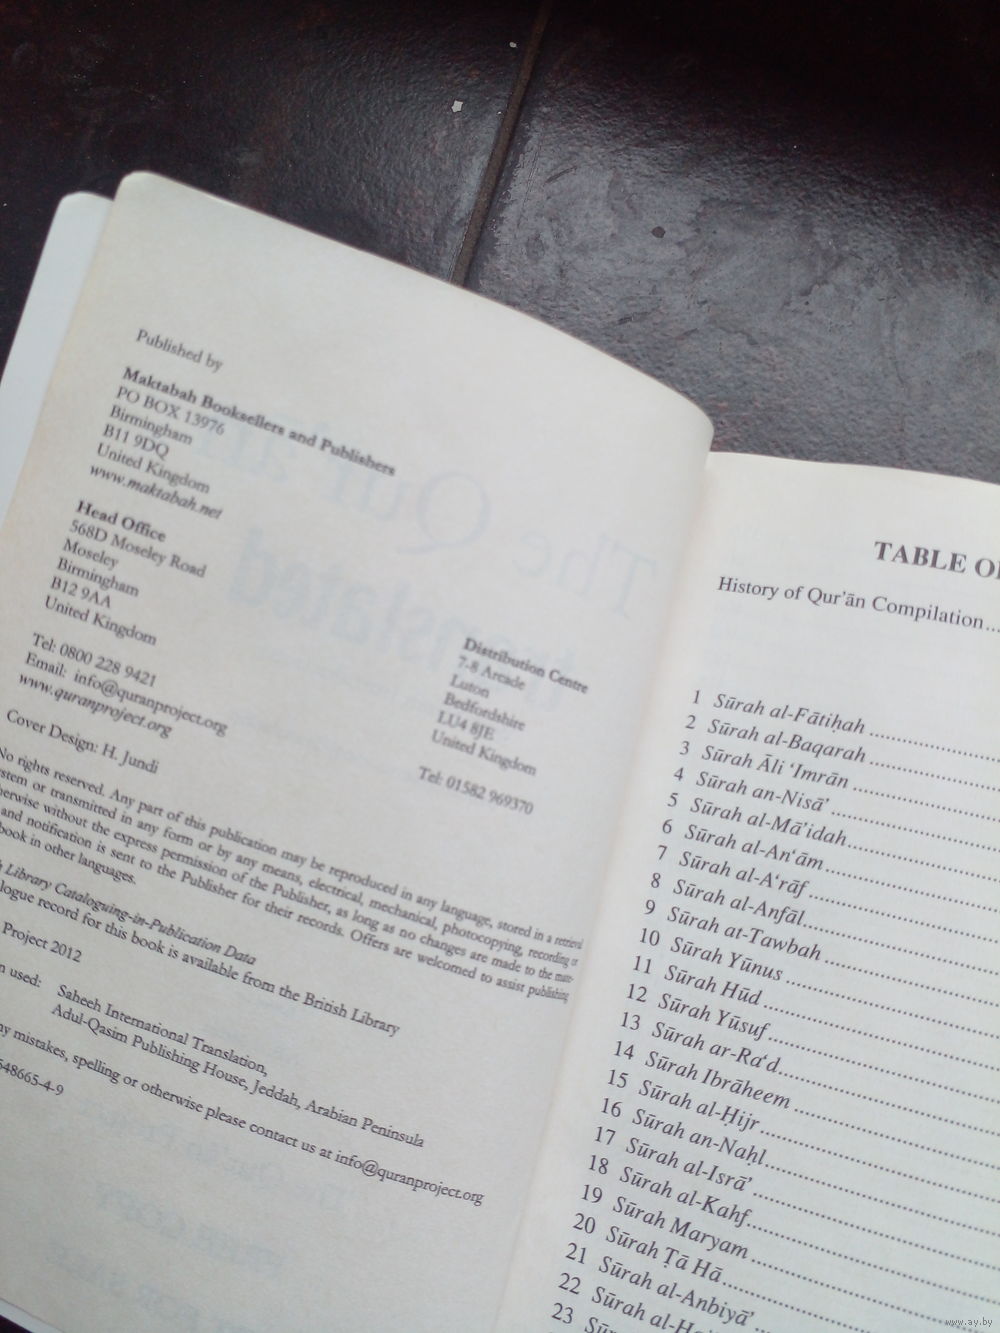 Published by
Maktabah Booksellers and Publishers
PO BOX 13976
Birmingham
B11 9DQ
United Kingdom
www.maktabah.net
Head Office
568D Moseley Road
Moseley
Birmingham
B12 9AA
United Kingdom
Tel: 0800 228 9421
Email: info@quranproject.org
www.quranproject.org
Distribution Centre
7-8 Arcade
Luton
Bedfordshire
LU4 8JE
United Kingdom
Tel: 01582 969370
Cover Design: H. Jundi
No rights reserved. Any part of this publication may be reproduced in any language, stored in a retrieval
or transmitted in any form or by any means, electrical, mechanical, photocopying, recording or
without the express permission of the Publisher, as long as no changes are made to the
and notification is sent to the Publisher for their records. Offers are welcomed to assist publishing
book in other languages.
Library Cataloguing-in-Publication Data
record for this book is available from the British Library
Project 2012
used: Saheeh International Translation,
Adul-Qasim Publishing House, Jeddah, Arabian Peninsula
mistakes, spelling or otherwise please contact us at info@quranproject.org
548665-4-9
TABLE
History of Qur'ān Compilation...
1 Sūrah al-Fātiḥah
2 Sūrah al-Baqarah
3 Sūrah Āli ‘Imrān
4 Sūrah an-Nisā’
5 Sūrah al-Mā’idah
6 Sūrah al-An‘ām
7 Sūrah al-A‘rāf
8 Sūrah al-Anfāl
9 Sūrah at-Tawbah
10 Sūrah Yūnus
11 Sūrah Hūd
12 Sūrah Yūsuf
13 Sūrah ar-Ra‘d
14 Sūrah Ibrāheem
15 Sūrah al-Ḥijr
16 Sūrah an-Naḥl
17 Sūrah al-Isrā’
18 Sūrah al-Kahf
19 Sūrah Maryam
20 Sūrah Ṭā Hā
21 Sūrah al-Anbiyā’
22 Sūrah
23
www.ay.by